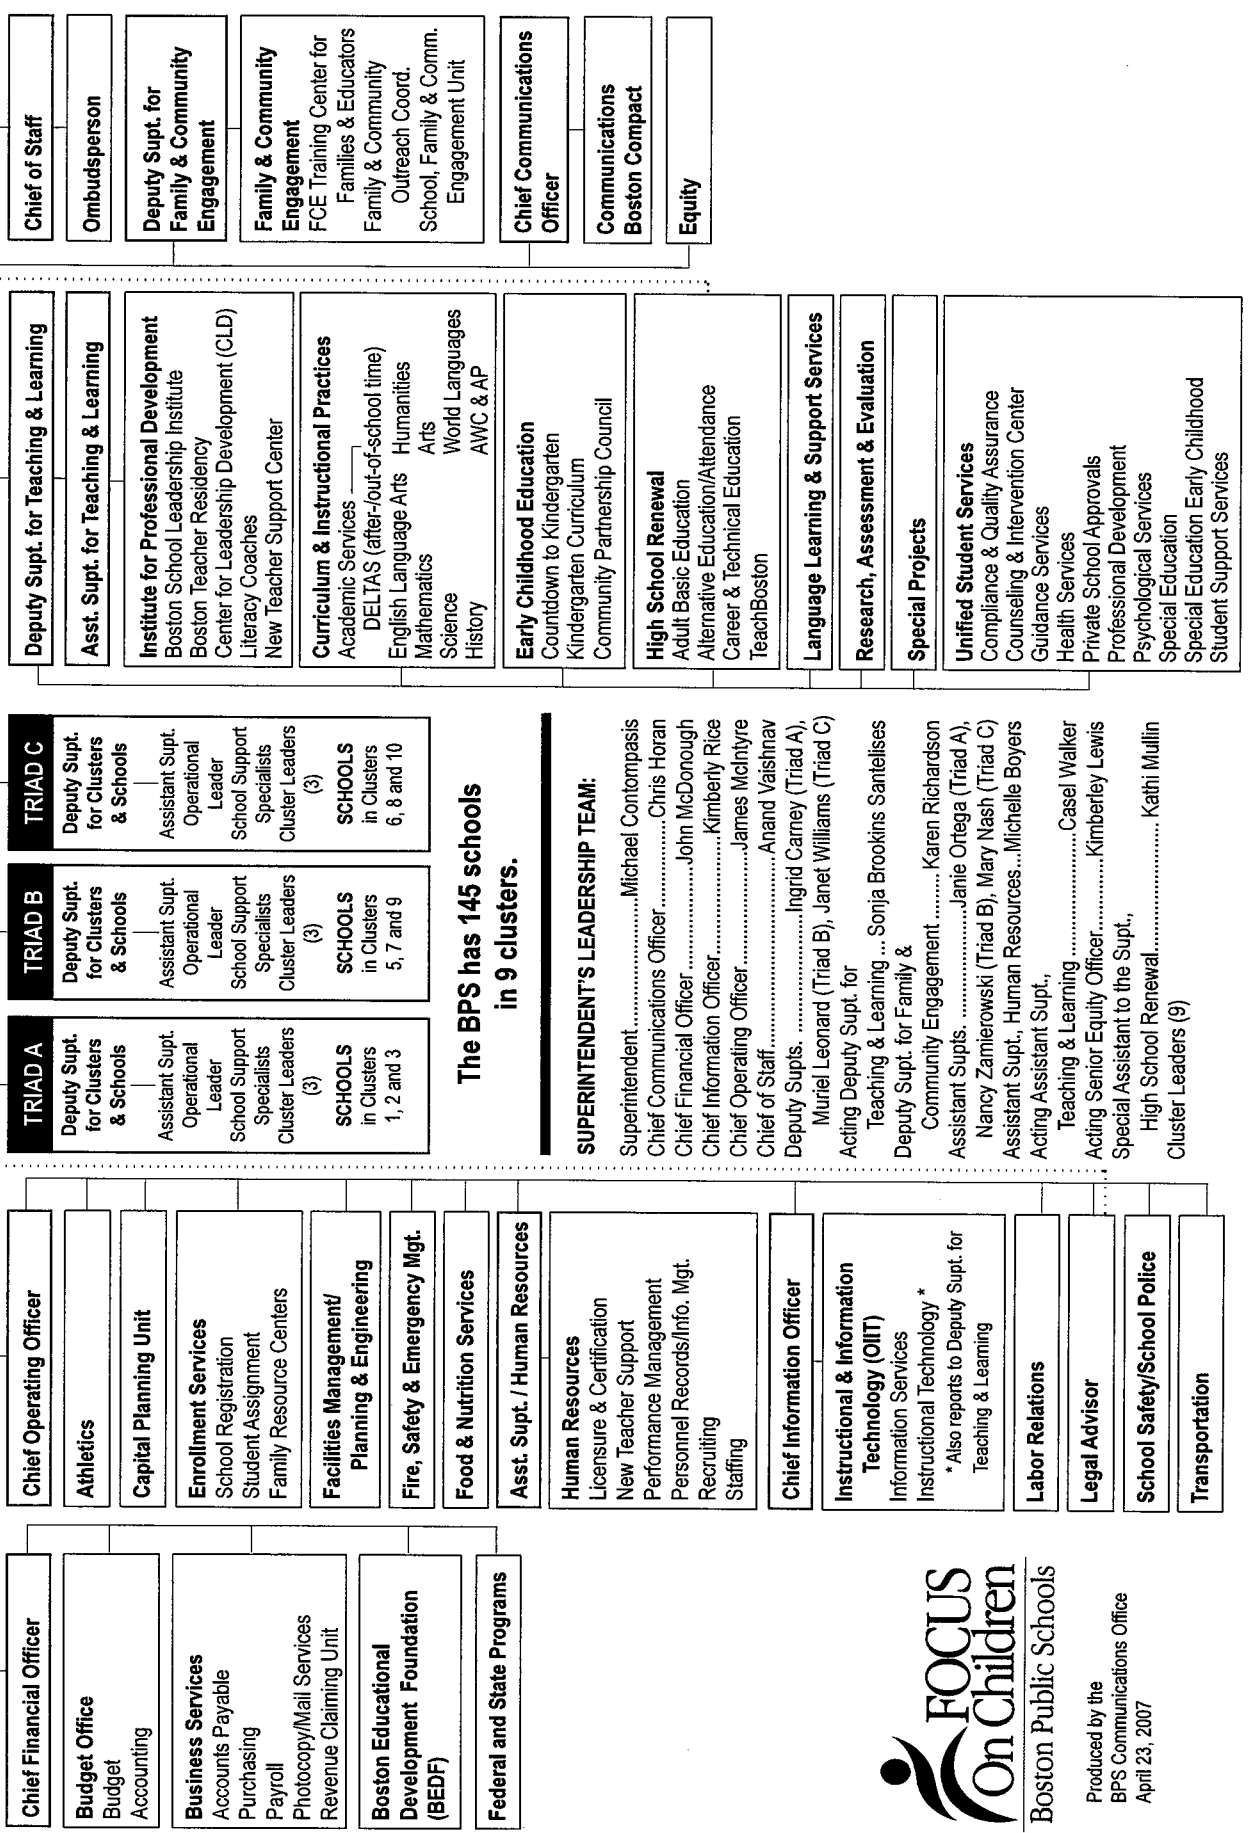 Chief Financial Officer
Budget Office
Budget
Accounting
Business Services
Accounts Payable
Purchasing
Payroll
Photocopy/Mail Services
Revenue Claiming Unit
Boston Educational
Development Foundation
(BEDF)
Federal and State Programs
FOCUS
On Children
Boston Public Schools
Produced by the
BPS Communications Office
April 23, 2007
Chief Operating Officer
Athletics
Capital Planning Unit
Enrollment Services
School Registration
Student Assignment
Family Resource Centers
Facilities Management/
Planning & Engineering
Fire, Safety & Emergency Mgt.
Food & Nutrition Services
Asst. Supt. / Human Resources
Human Resources
Licensure & Certification
New Teacher Support
Performance Management
Personnel Records/Info. Mgt.
Recruiting
Staffing
Chief Information Officer
Instructional & Information
Technology (OIIT)
Information Services
Instructional Technology *
* Also reports to Deputy Supt. for
Teaching & Learning
Labor Relations
Legal Advisor
School Safety/School Police
Transportation
TRIAD A
Deputy Supt.
for Clusters
& Schools
Assistant Supt.
Operational
Leader
School Support
Specialists
Cluster Leaders
(3)
SCHOOLS
in Clusters
1, 2 and 3
TRIAD B
Deputy Supt.
for Clusters
& Schools
Assistant Supt.
Operational
Leader
School Support
Specialists
Cluster Leaders
(3)
SCHOOLS
in Clusters
5, 7 and 9
TRIAD C
Deputy Supt.
for Clusters
& Schools
Assistant Supt.
Operational
Leader
School Support
Specialists
Cluster Leaders
(3)
SCHOOLS
in Clusters
6, 8 and 10
The BPS has 145 schools
in 9 clusters.
SUPERINTENDENT'S LEADERSHIP TEAM:
Superintendent..............................Michael Contompasis
Chief Communications Officer..............Chris Horan
Chief Financial Officer....................John McDonough
Chief Information Officer....................Kimberly Rice
Chief Operating Officer....................James McIntyre
Chief of Staff..............................Anand Vaishnav
Deputy Supts. ....................Ingrid Carney (Triad A),
Muriel Leonard (Triad B), Janet Williams (Triad C)
Acting Deputy Supt. for
Teaching & Learning ... Sonja Brookins Santelises
Deputy Supt. for Family &
Community Engagement ........Karen Richardson
Assistant Supts. ....................Janie Ortega (Triad A),
Nancy Zamierowski (Triad B), Mary Nash (Triad C)
Assistant Supt., Human Resources...Michelle Boyers
Acting Assistant Supt.,
Teaching & Learning ....................Casel Walker
Acting Senior Equity Officer..........Kimberley Lewis
Special Assistant to the Supt.,
High School Renewal.................... Kathi Mullin
Cluster Leaders (9)
Deputy Supt. for Teaching & Learning
Asst. Supt. for Teaching & Learning
Institute for Professional Development
Boston School Leadership Institute
Boston Teacher Residency
Center for Leadership Development (CLD)
Literacy Coaches
New Teacher Support Center
Curriculum & Instructional Practices
Academic Services
DELTAS (after-/out-of-school time)
English Language Arts Humanities
Mathematics Arts
Science World Languages
History AWC & AP
Early Childhood Education
Countdown to Kindergarten
Kindergarten Curriculum
Community Partnership Council
High School Renewal
Adult Basic Education
Alternative Education/Attendance
Career & Technical Education
TeachBoston
Language Learning & Support Services
Research, Assessment & Evaluation
Special Projects
Unified Student Services
Compliance & Quality Assurance
Counseling & Intervention Center
Guidance Services
Health Services
Private School Approvals
Professional Development
Psychological Services
Special Education
Special Education Early Childhood
Student Support Services
Chief of Staff
Ombudsperson
Deputy Supt. for
Family & Community
Engagement
Family & Community
Engagement
FCE Training Center for
Families & Educators
Family & Community
Outreach Coord.
School, Family & Comm.
Engagement Unit
Chief Communications
Officer
Communications
Boston Compact
Equity